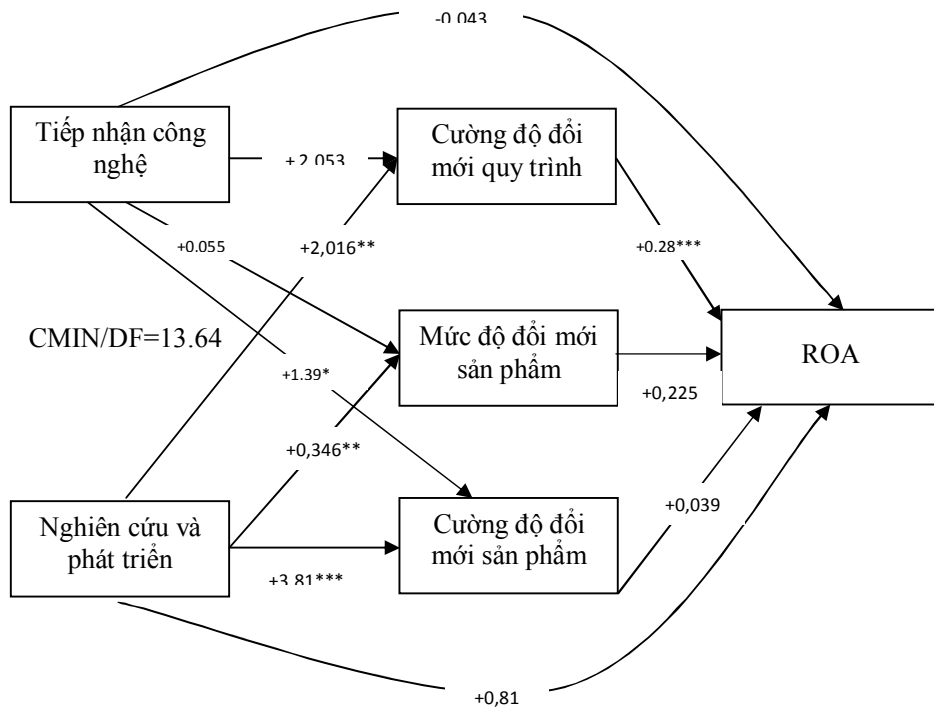 -0.043
Tiếp nhận công
nghệ
+2.053
Cường độ đổi
mới quy trình
+0.055
+2,016**
+0.28***
CMIN/DF=13.64
Mức độ đổi mới
sản phẩm
ROA
+1.39*
+0,225
+0,346**
Nghiên cứu và
phát triển
Cường độ đổi
mới sản phẩm
+0,039
+3.81***
+0,81